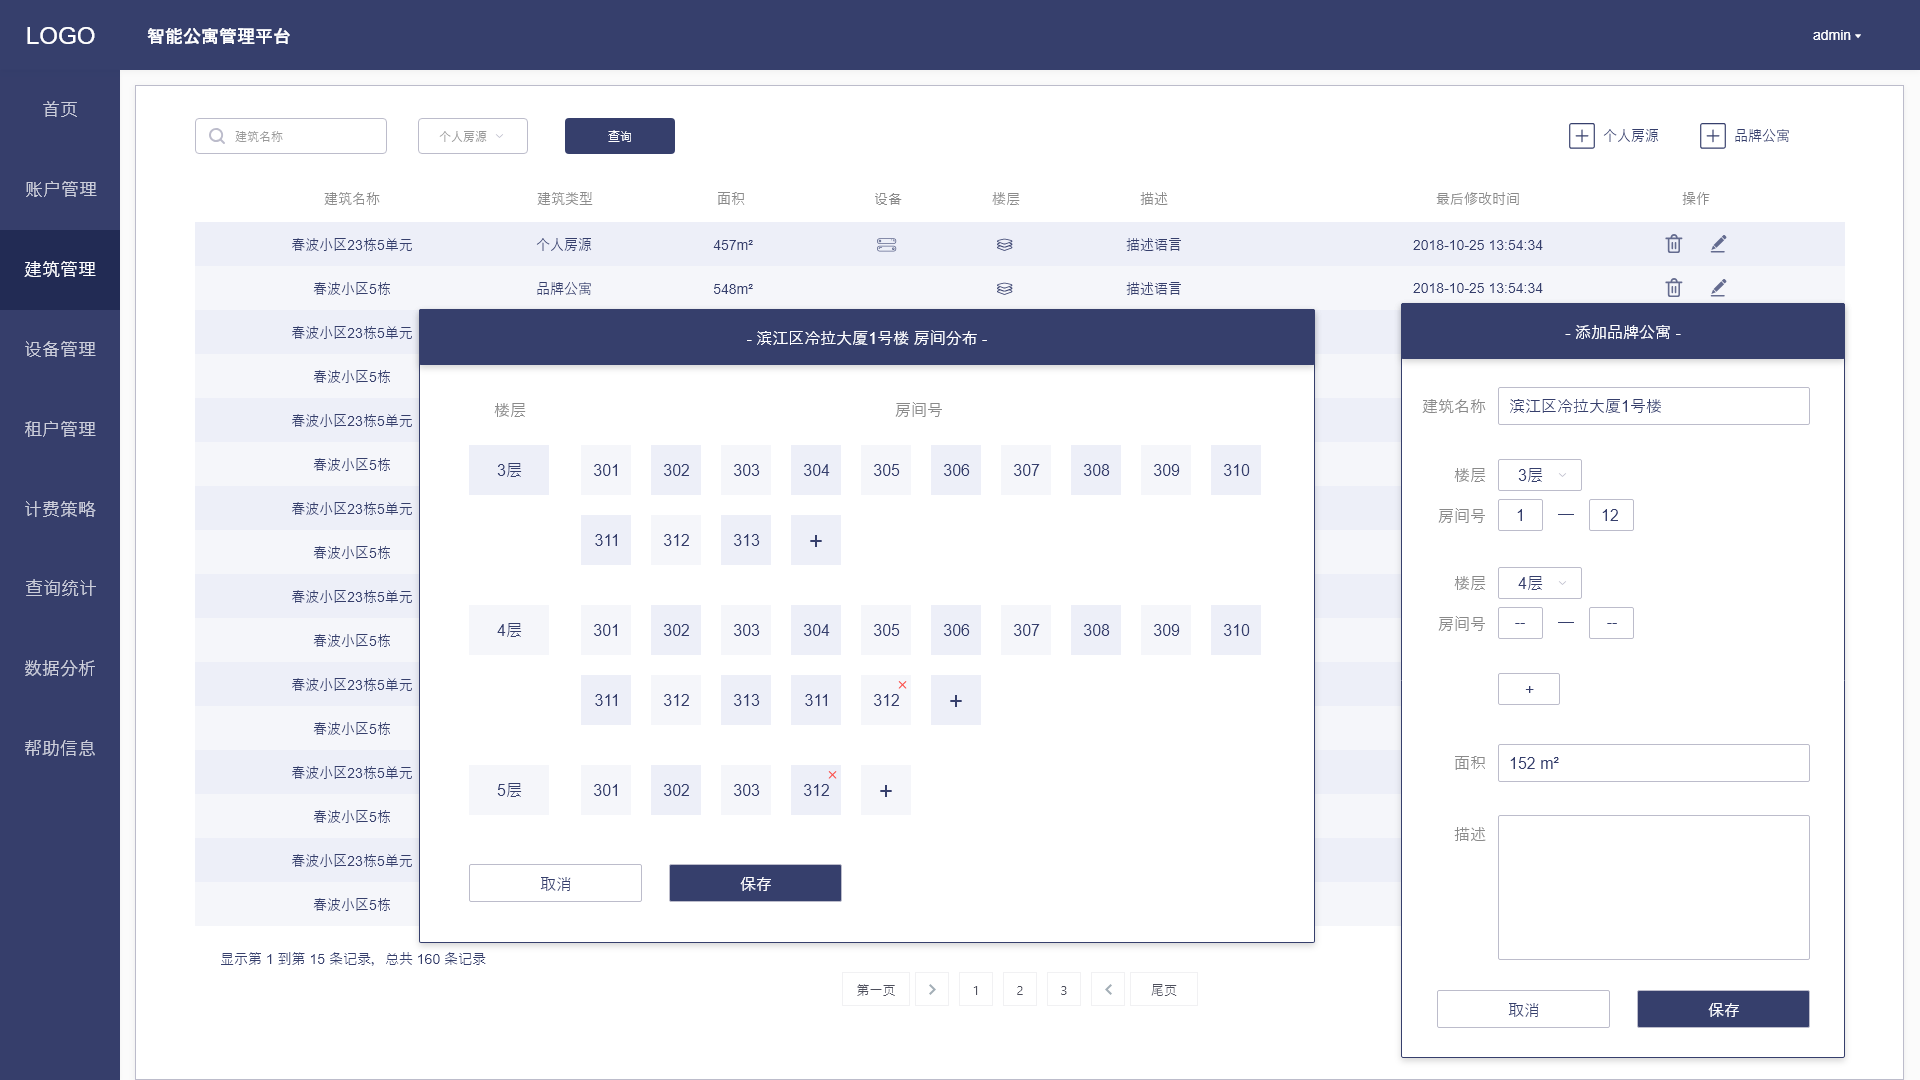 LOGO
智能公寓管理平台
admin
首页
账户管理
建筑管理
设备管理
租户管理
计费策略
查询统计
数据分析
帮助信息
建筑名称
个人房源
查询
个人房源
品牌公寓
建筑名称 建筑类型 面积 设备 楼层 描述 最后修改时间 操作
春波小区23栋5单元 个人房源 457m² 描述语言 2018-10-25 13:54:34
春波小区5栋 品牌公寓 548m² 描述语言 2018-10-25 13:54:34
春波小区23栋5单元
春波小区5栋
春波小区23栋5单元
春波小区5栋
春波小区23栋5单元
春波小区5栋
春波小区23栋5单元
春波小区5栋
春波小区23栋5单元
春波小区5栋
春波小区23栋5单元
春波小区5栋
春波小区23栋5单元
春波小区5栋
- 滨江区冷拉大厦1号楼 房间分布 -
楼层 房间号
3层 301 302 303 304 305 306 307 308 309 310
311 312 313 +
4层 301 302 303 304 305 306 307 308 309 310
311 312 313 311 312 +
5层 301 302 303 312 +
取消 保存
- 添加品牌公寓 -
建筑名称 滨江区冷拉大厦1号楼
楼层 3层
房间号 1 — 12
楼层 4层
房间号 -- — --
+
面积 152 m²
描述
取消 保存
显示第 1 到第 15 条记录，总共 160 条记录
第一页 > 1 2 3 < 尾页